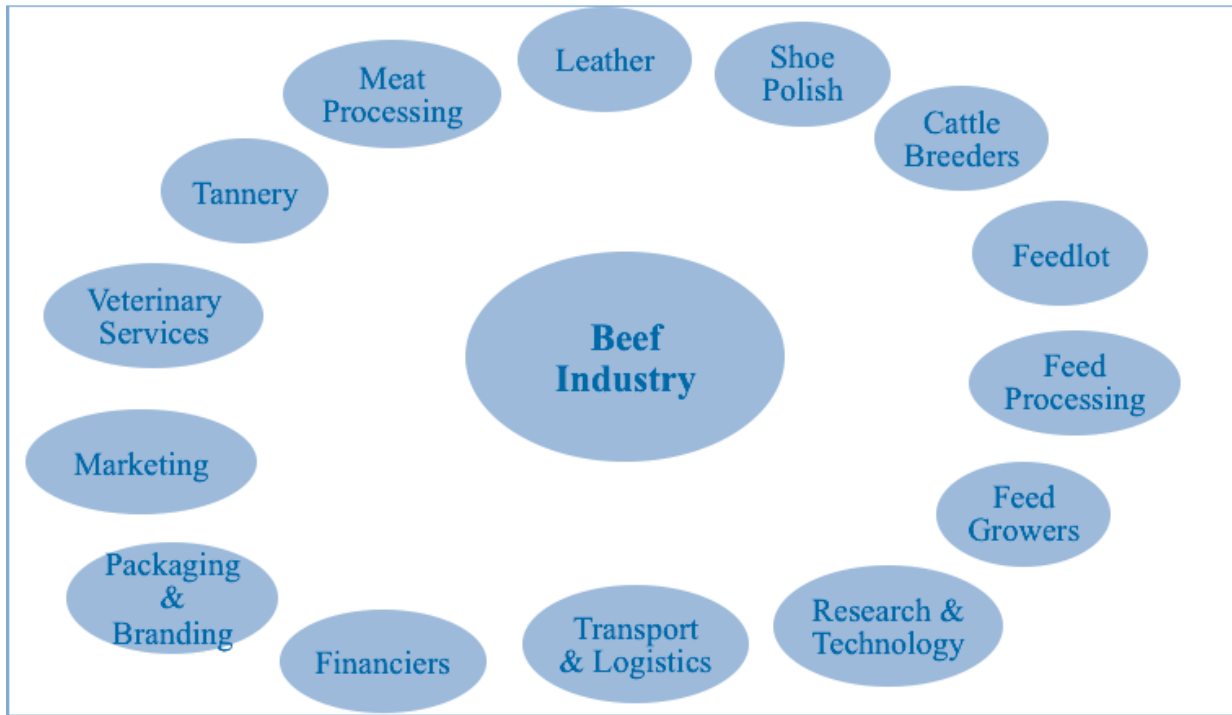 Leather
Shoe
Polish
Meat
Processing
Cattle
Breeders
Tannery
Feedlot
Veterinary
Services
Beef
Industry
Feed
Processing
Marketing
Feed
Growers
Packaging
&
Branding
Research &
Technology
Transport
& Logistics
Financiers